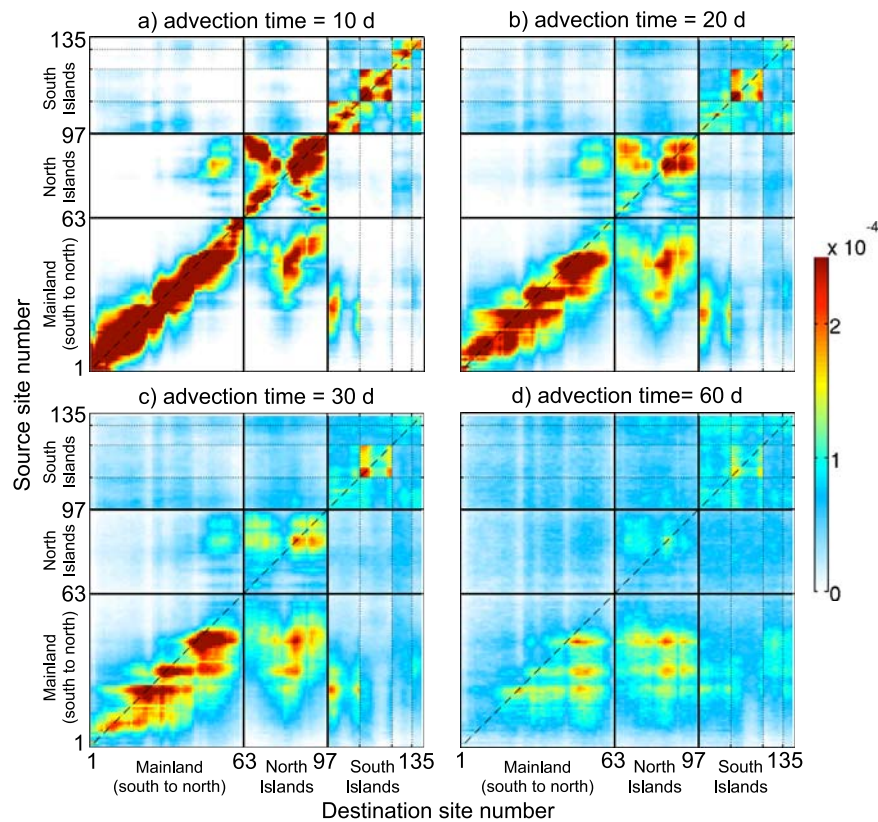 a) advection time = 10 d
b) advection time = 20 d
135
South
Islands
97
North
Islands
63
Mainland
(south to north)
1
x 10 -4
2
1
0
c) advection time = 30 d
d) advection time= 60 d
135
South
Islands
97
North
Islands
63
Mainland
(south to north)
1
Source site number
1
63
97
135
1
63
97
135
Mainland
(south to north)
North
Islands
South
Islands
Mainland
(south to north)
North
Islands
South
Islands
Destination site number